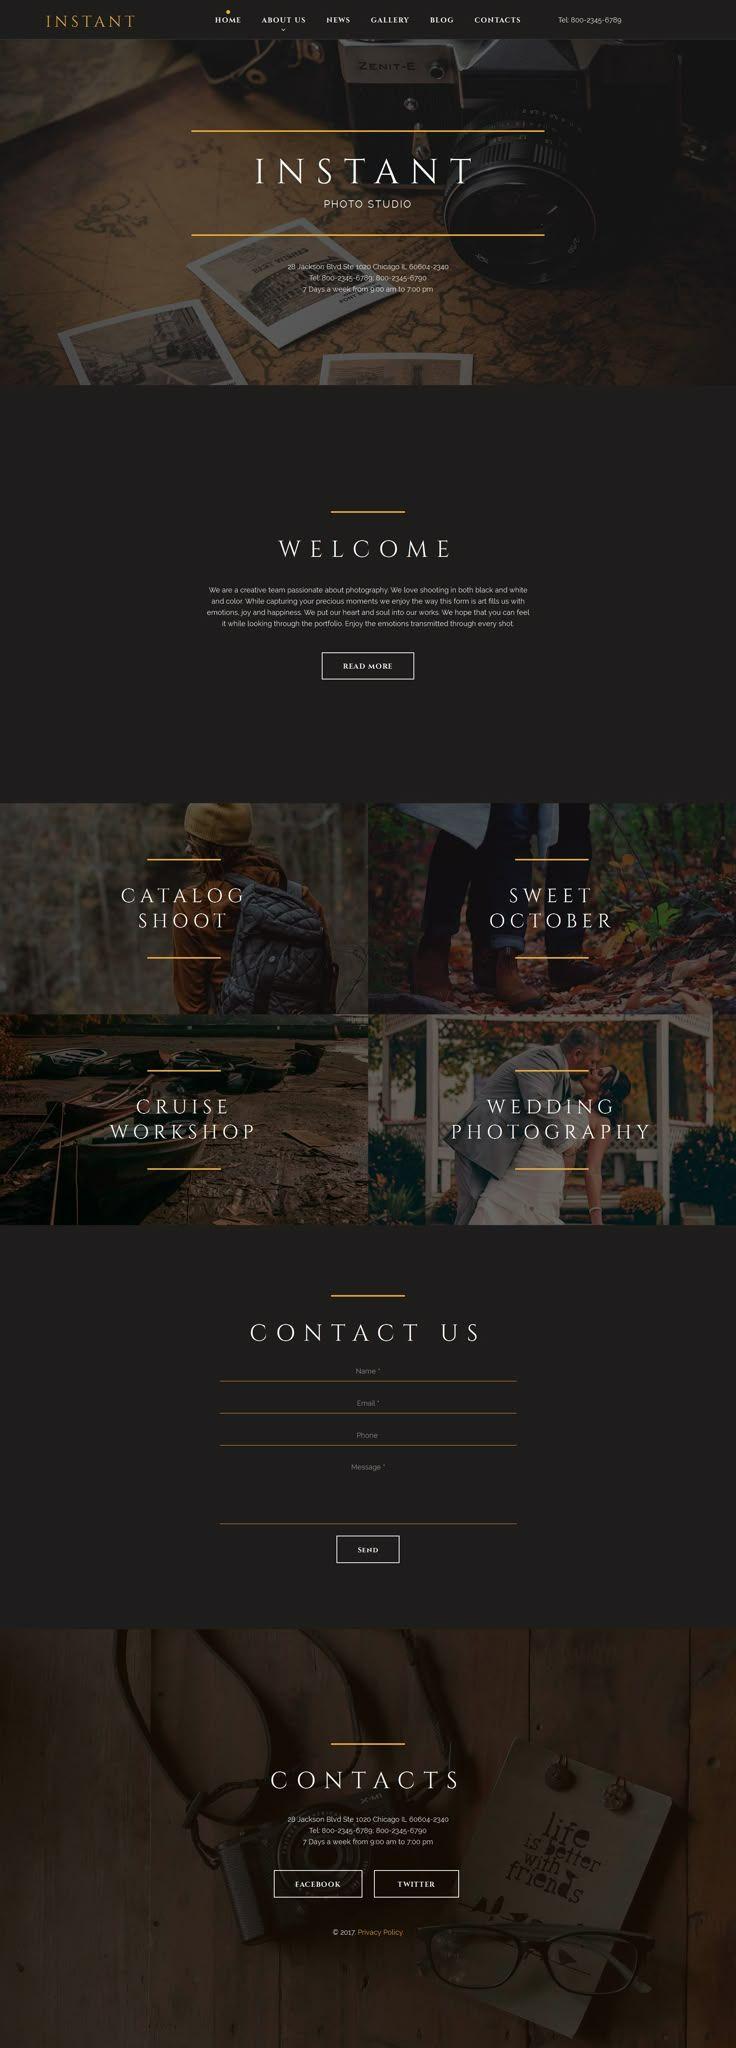 INSTANT
HOME ABOUT US NEWS GALLERY BLOG CONTACTS
Tel: 800-2345-6789
ZENIT-E
INSTANT
PHOTO STUDIO
28 Jackson Blvd Ste 1020 Chicago IL 60604-2340
Tel: 800-2345-6789; 800-2345-6790
7 Days a week from 9:00 am to 7:00 pm
WELCOME
We are a creative team passionate about photography. We love shooting in both black and white
and color. While capturing your precious moments we enjoy the way this form is art fills us with
emotions, joy and happiness. We put our heart and soul into our works. We hope that you can feel
it while looking through the portfolio. Enjoy the emotions transmitted through every shot.
READ MORE
CATALOG
SHOOT
SWEET
OCTOBER
CRUISE
WORKSHOP
WEDDING
PHOTOGRAPHY
CONTACT US
Name *
Email *
Phone
Message *
Send
CONTACTS
28 Jackson Blvd Ste 1020 Chicago IL 60604-2340
Tel: 800-2345-6789; 800-2345-6790
7 Days a week from 9:00 am to 7:00 pm
FACEBOOK
TWITTER
© 2017. Privacy Policy.
X-M1
life
is better
with
friends